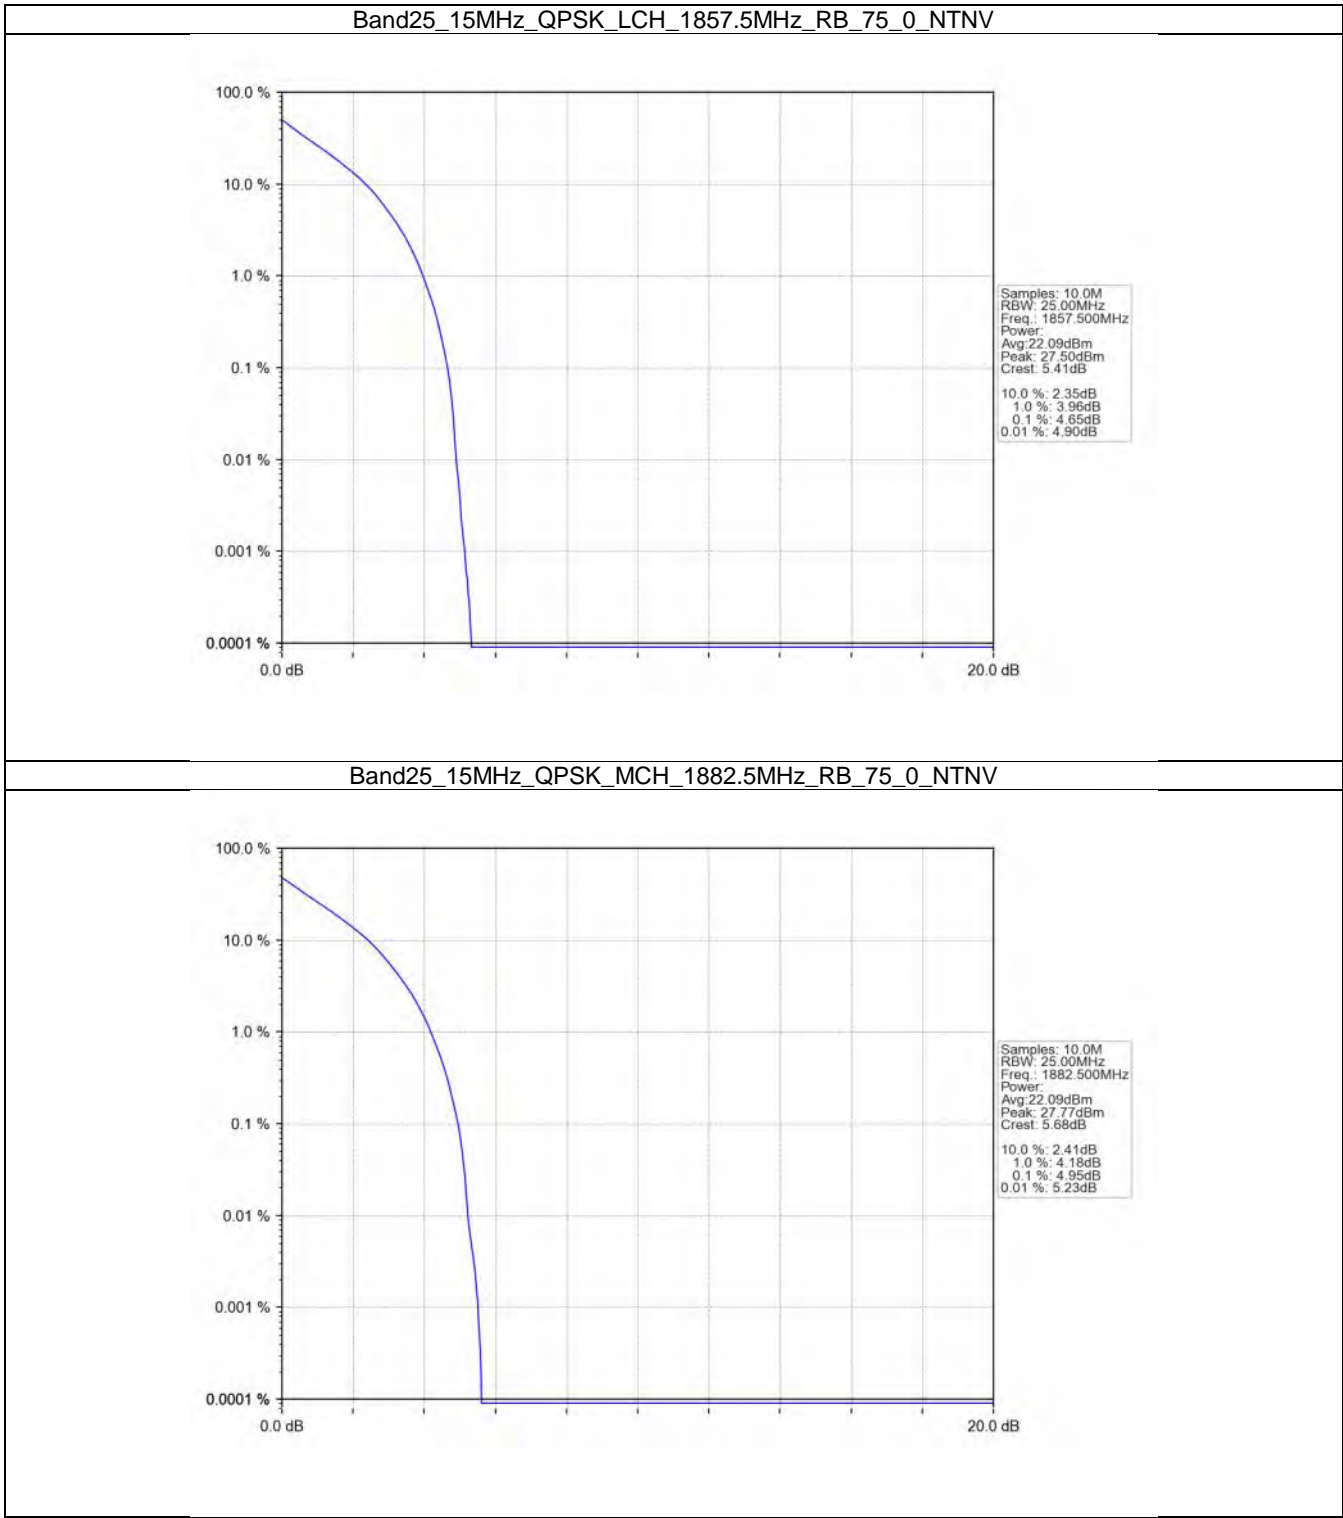 Band25_15MHz_QPSK_LCH_1857.5MHz_RB_75_0_NTNV
100.0 %
10.0 %
1.0 %
0.1 %
0.01 %
0.001 %
0.0001 %
0.0 dB
20.0 dB
Samples: 10.0M
RBW: 25.00MHz
Freq.: 1857.500MHz
Power:
Avg:22.09dBm
Peak: 27.50dBm
Crest: 5.41dB
10.0 %: 2.35dB
1.0 %: 3.96dB
0.1 %: 4.65dB
0.01 %: 4.90dB
Band25_15MHz_QPSK_MCH_1882.5MHz_RB_75_0_NTNV
100.0 %
10.0 %
1.0 %
0.1 %
0.01 %
0.001 %
0.0001 %
0.0 dB
20.0 dB
Samples: 10.0M
RBW: 25.00MHz
Freq.: 1882.500MHz
Power:
Avg:22.09dBm
Peak: 27.77dBm
Crest: 5.68dB
10.0 %: 2.41dB
1.0 %: 4.18dB
0.1 %: 4.95dB
0.01 %: 5.23dB